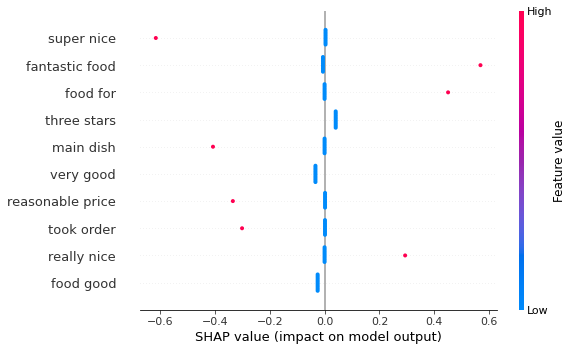 High
super nice
fantastic food
food for
three stars
main dish
very good
reasonable price
took order
really nice
food good
Feature value
Low
−0.6 −0.4 −0.2 0.0 0.2 0.4 0.6
SHAP value (impact on model output)